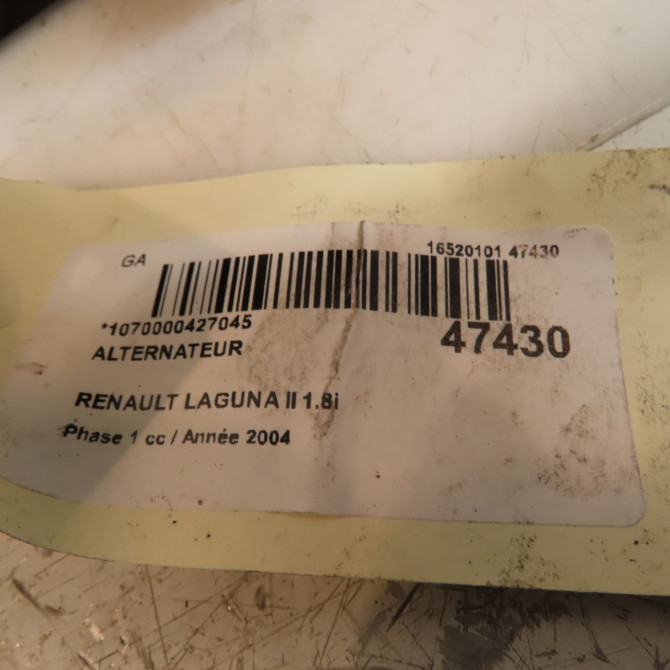 GA
16520101 47430
*1070000427045
47430
ALTERNATEUR
RENAULT LAGUNA II 1.8i
Phase 1 cc / Année 2004